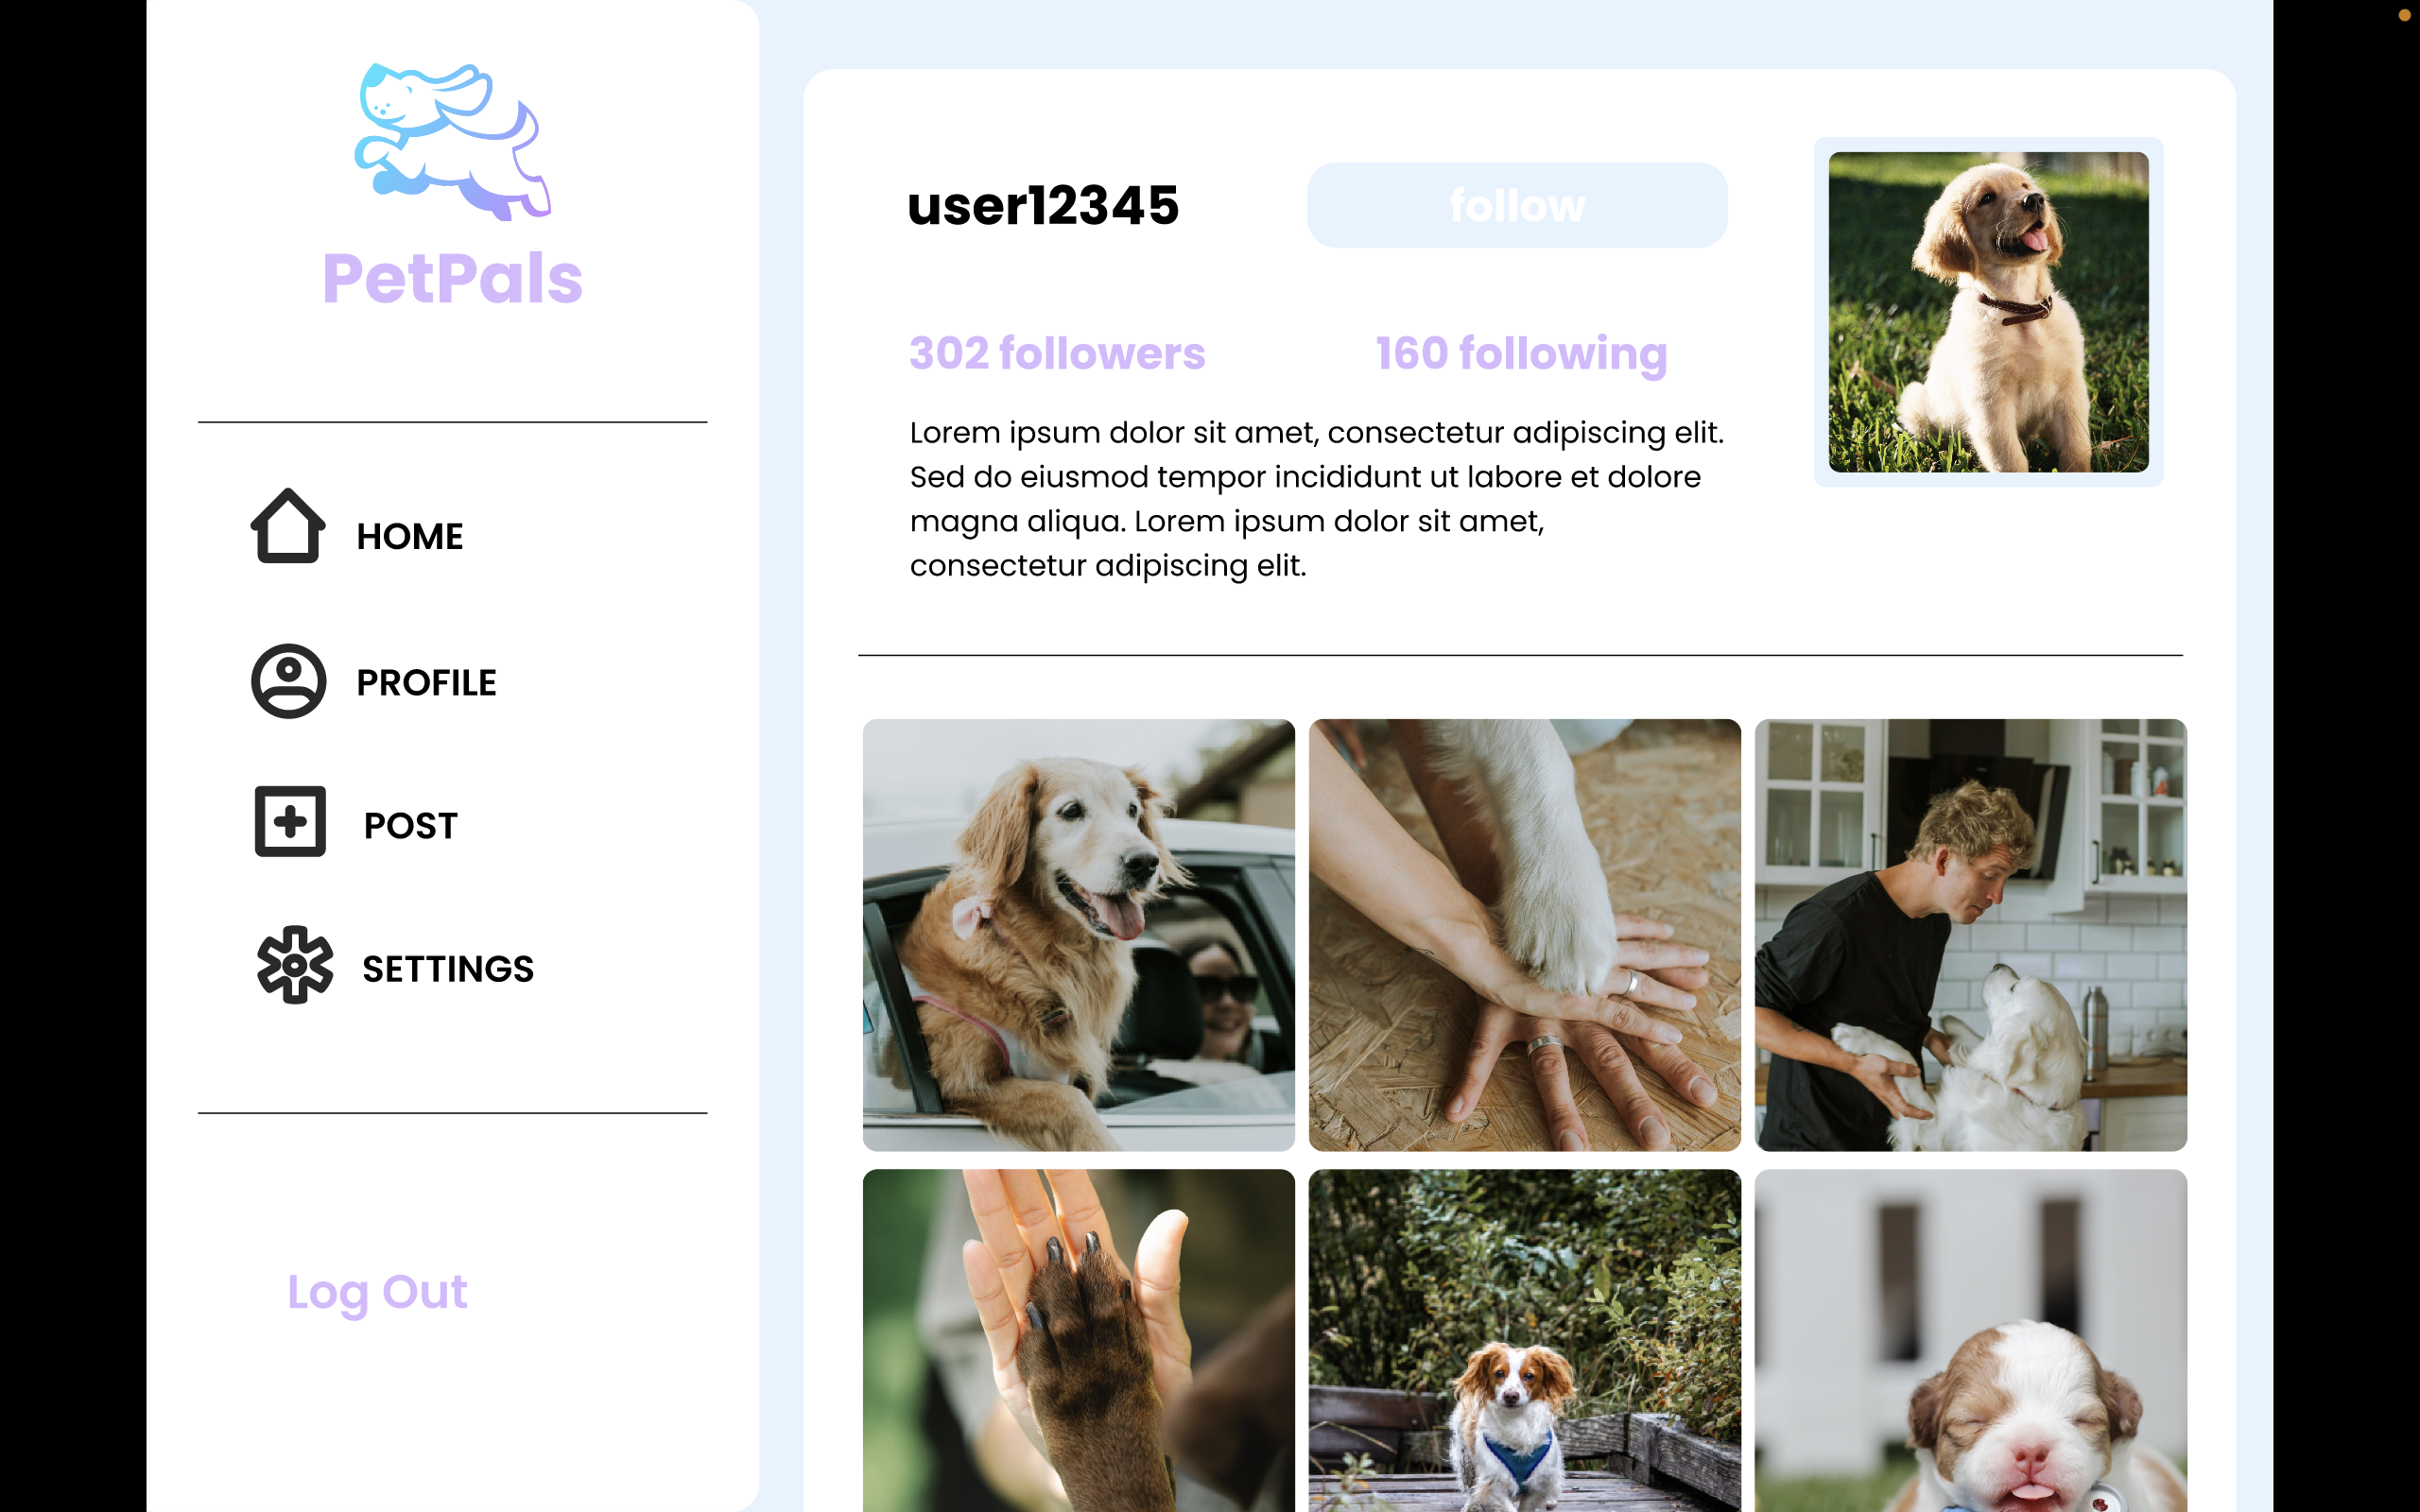 PetPals
HOME
PROFILE
POST
SETTINGS
Log Out
user12345
follow
302 followers
160 following
Lorem ipsum dolor sit amet, consectetur adipiscing elit.
Sed do eiusmod tempor incididunt ut labore et dolore
magna aliqua. Lorem ipsum dolor sit amet,
consectetur adipiscing elit.